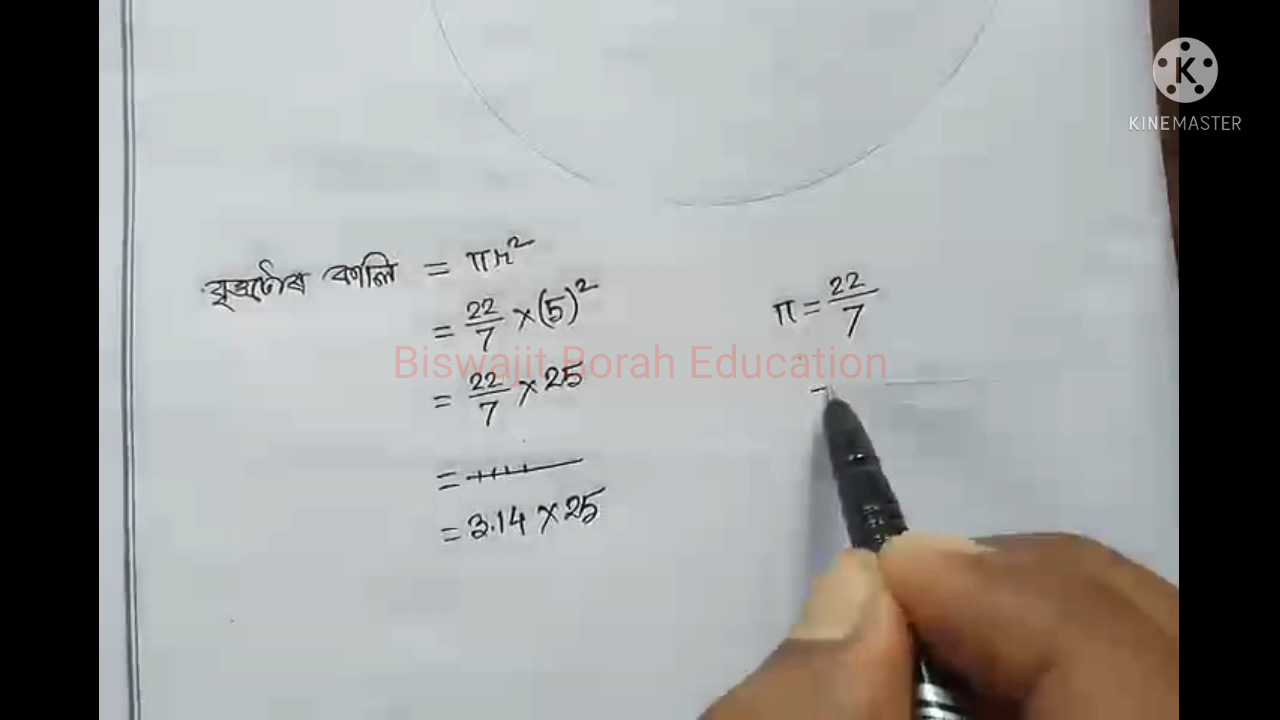 KINEMASTER
বৃত্তটোৰ কালি = πr²
= 22/7 × (5)²
π = 22/7
Biswajit Borah Education
= 22/7 × 25
=
= 3.14 × 25